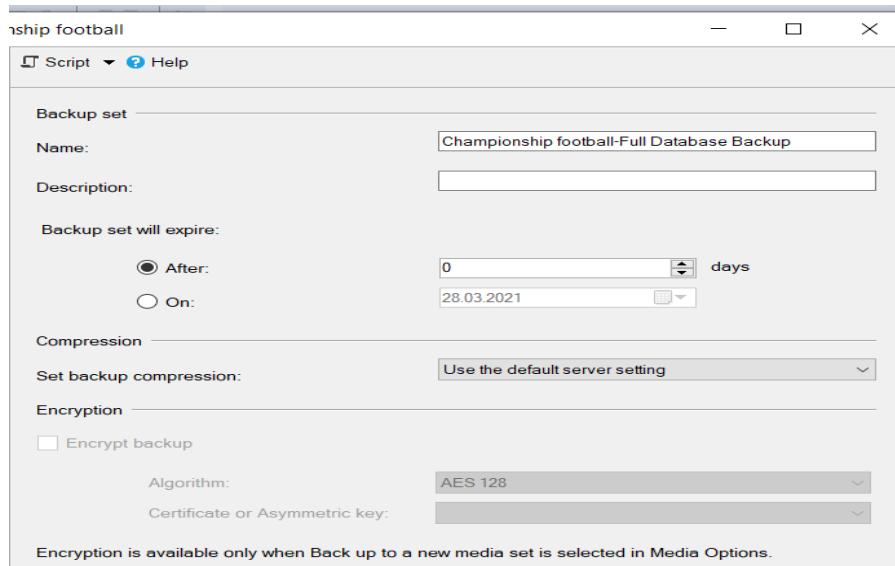 nship football
Script Help
Backup set
Name: Championship football-Full Database Backup
Description:
Backup set will expire:
After: 0 days
On: 28.03.2021
Compression
Set backup compression: Use the default server setting
Encryption
Encrypt backup
Algorithm: AES 128
Certificate or Asymmetric key:
Encryption is available only when Back up to a new media set is selected in Media Options.